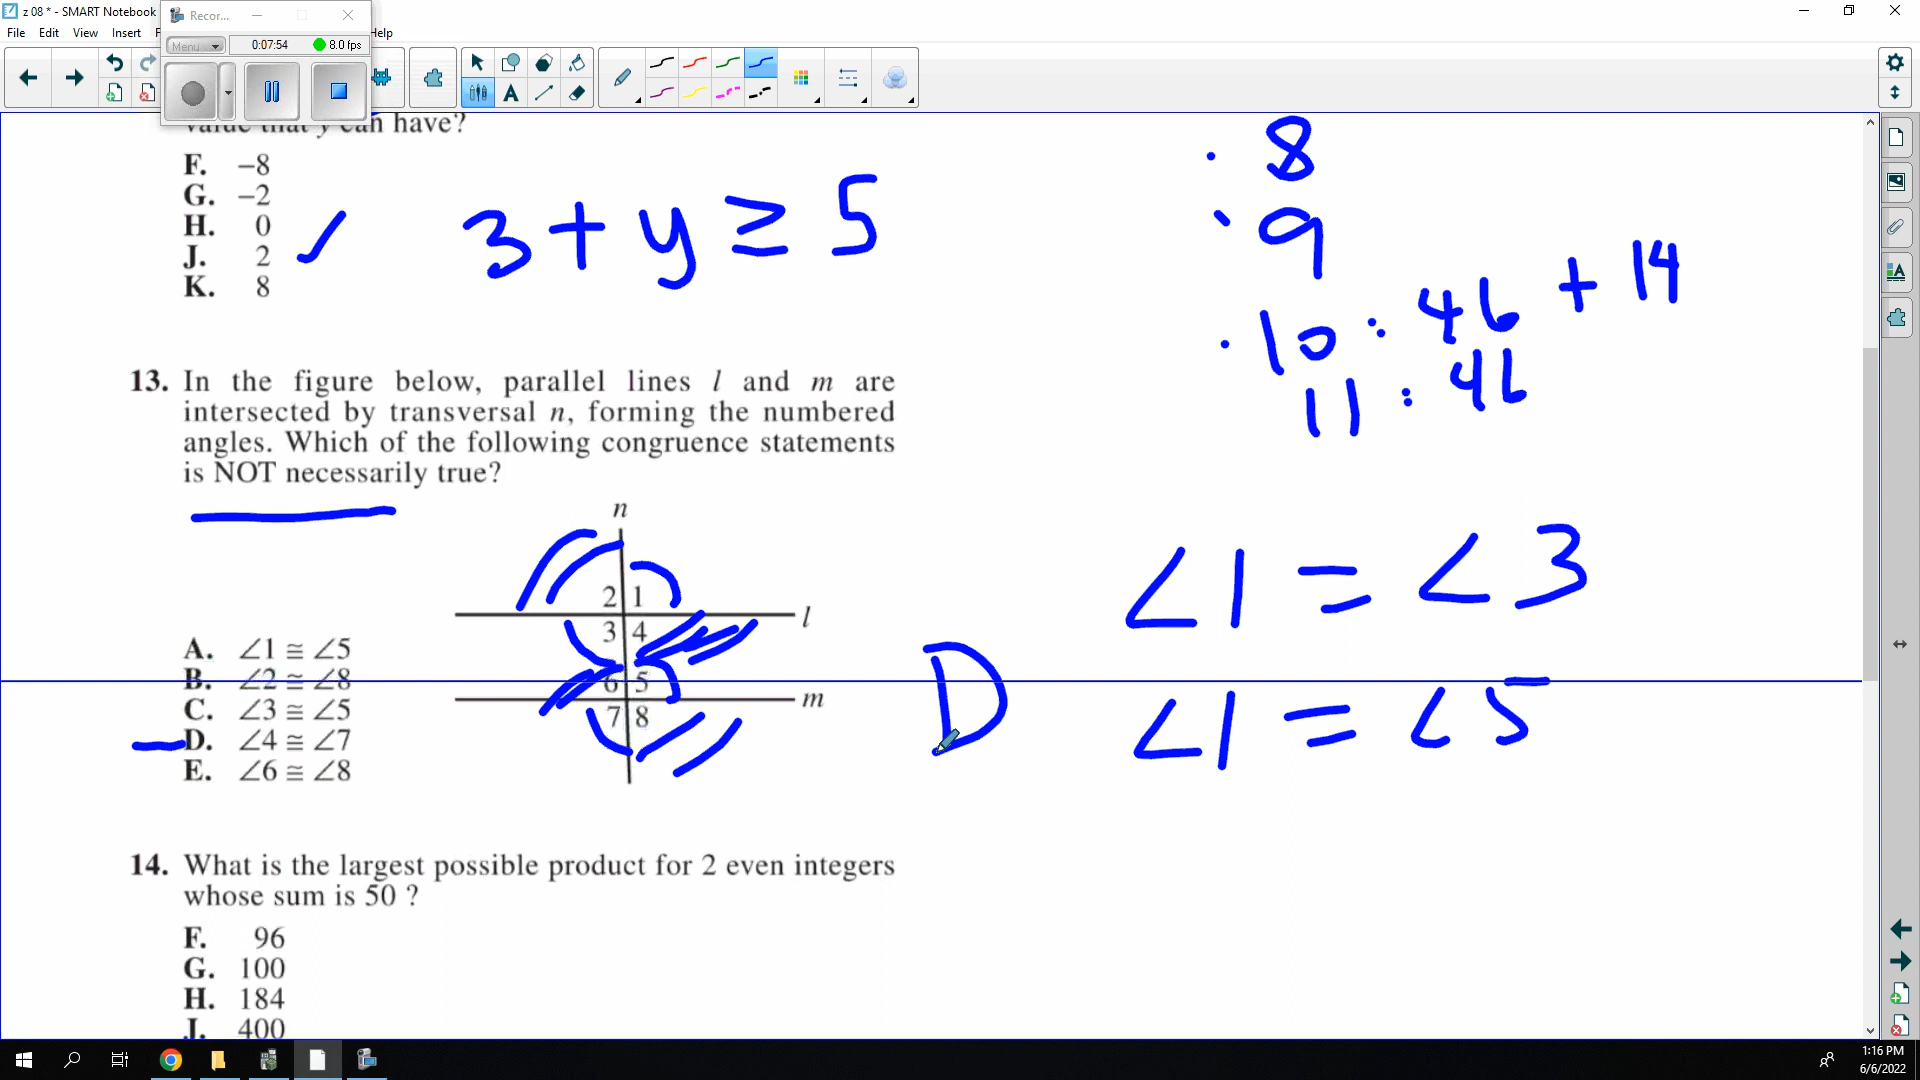 z 08 * - SMART Notebook
Recor...
File Edit View Insert F
Help
Menu
0:07:54
8.0 fps
A
value that y can have?
F. −8
G. −2
H. 0
J. 2
K. 8
3 + y ≥ 5
. 8
9
. 10 : 46 + 14
11 : 46
13. In the figure below, parallel lines l and m are
intersected by transversal n, forming the numbered
angles. Which of the following congruence statements
is NOT necessarily true?
n
2 1
l
3 4
6 5
m
7 8
A. ∠1 ≅ ∠5
B. ∠2 ≅ ∠8
C. ∠3 ≅ ∠5
D. ∠4 ≅ ∠7
E. ∠6 ≅ ∠8
D
∠1 = ∠3
∠1 = ∠5
14. What is the largest possible product for 2 even integers
whose sum is 50 ?
F. 96
G. 100
H. 184
J. 400
1:16 PM
6/6/2022